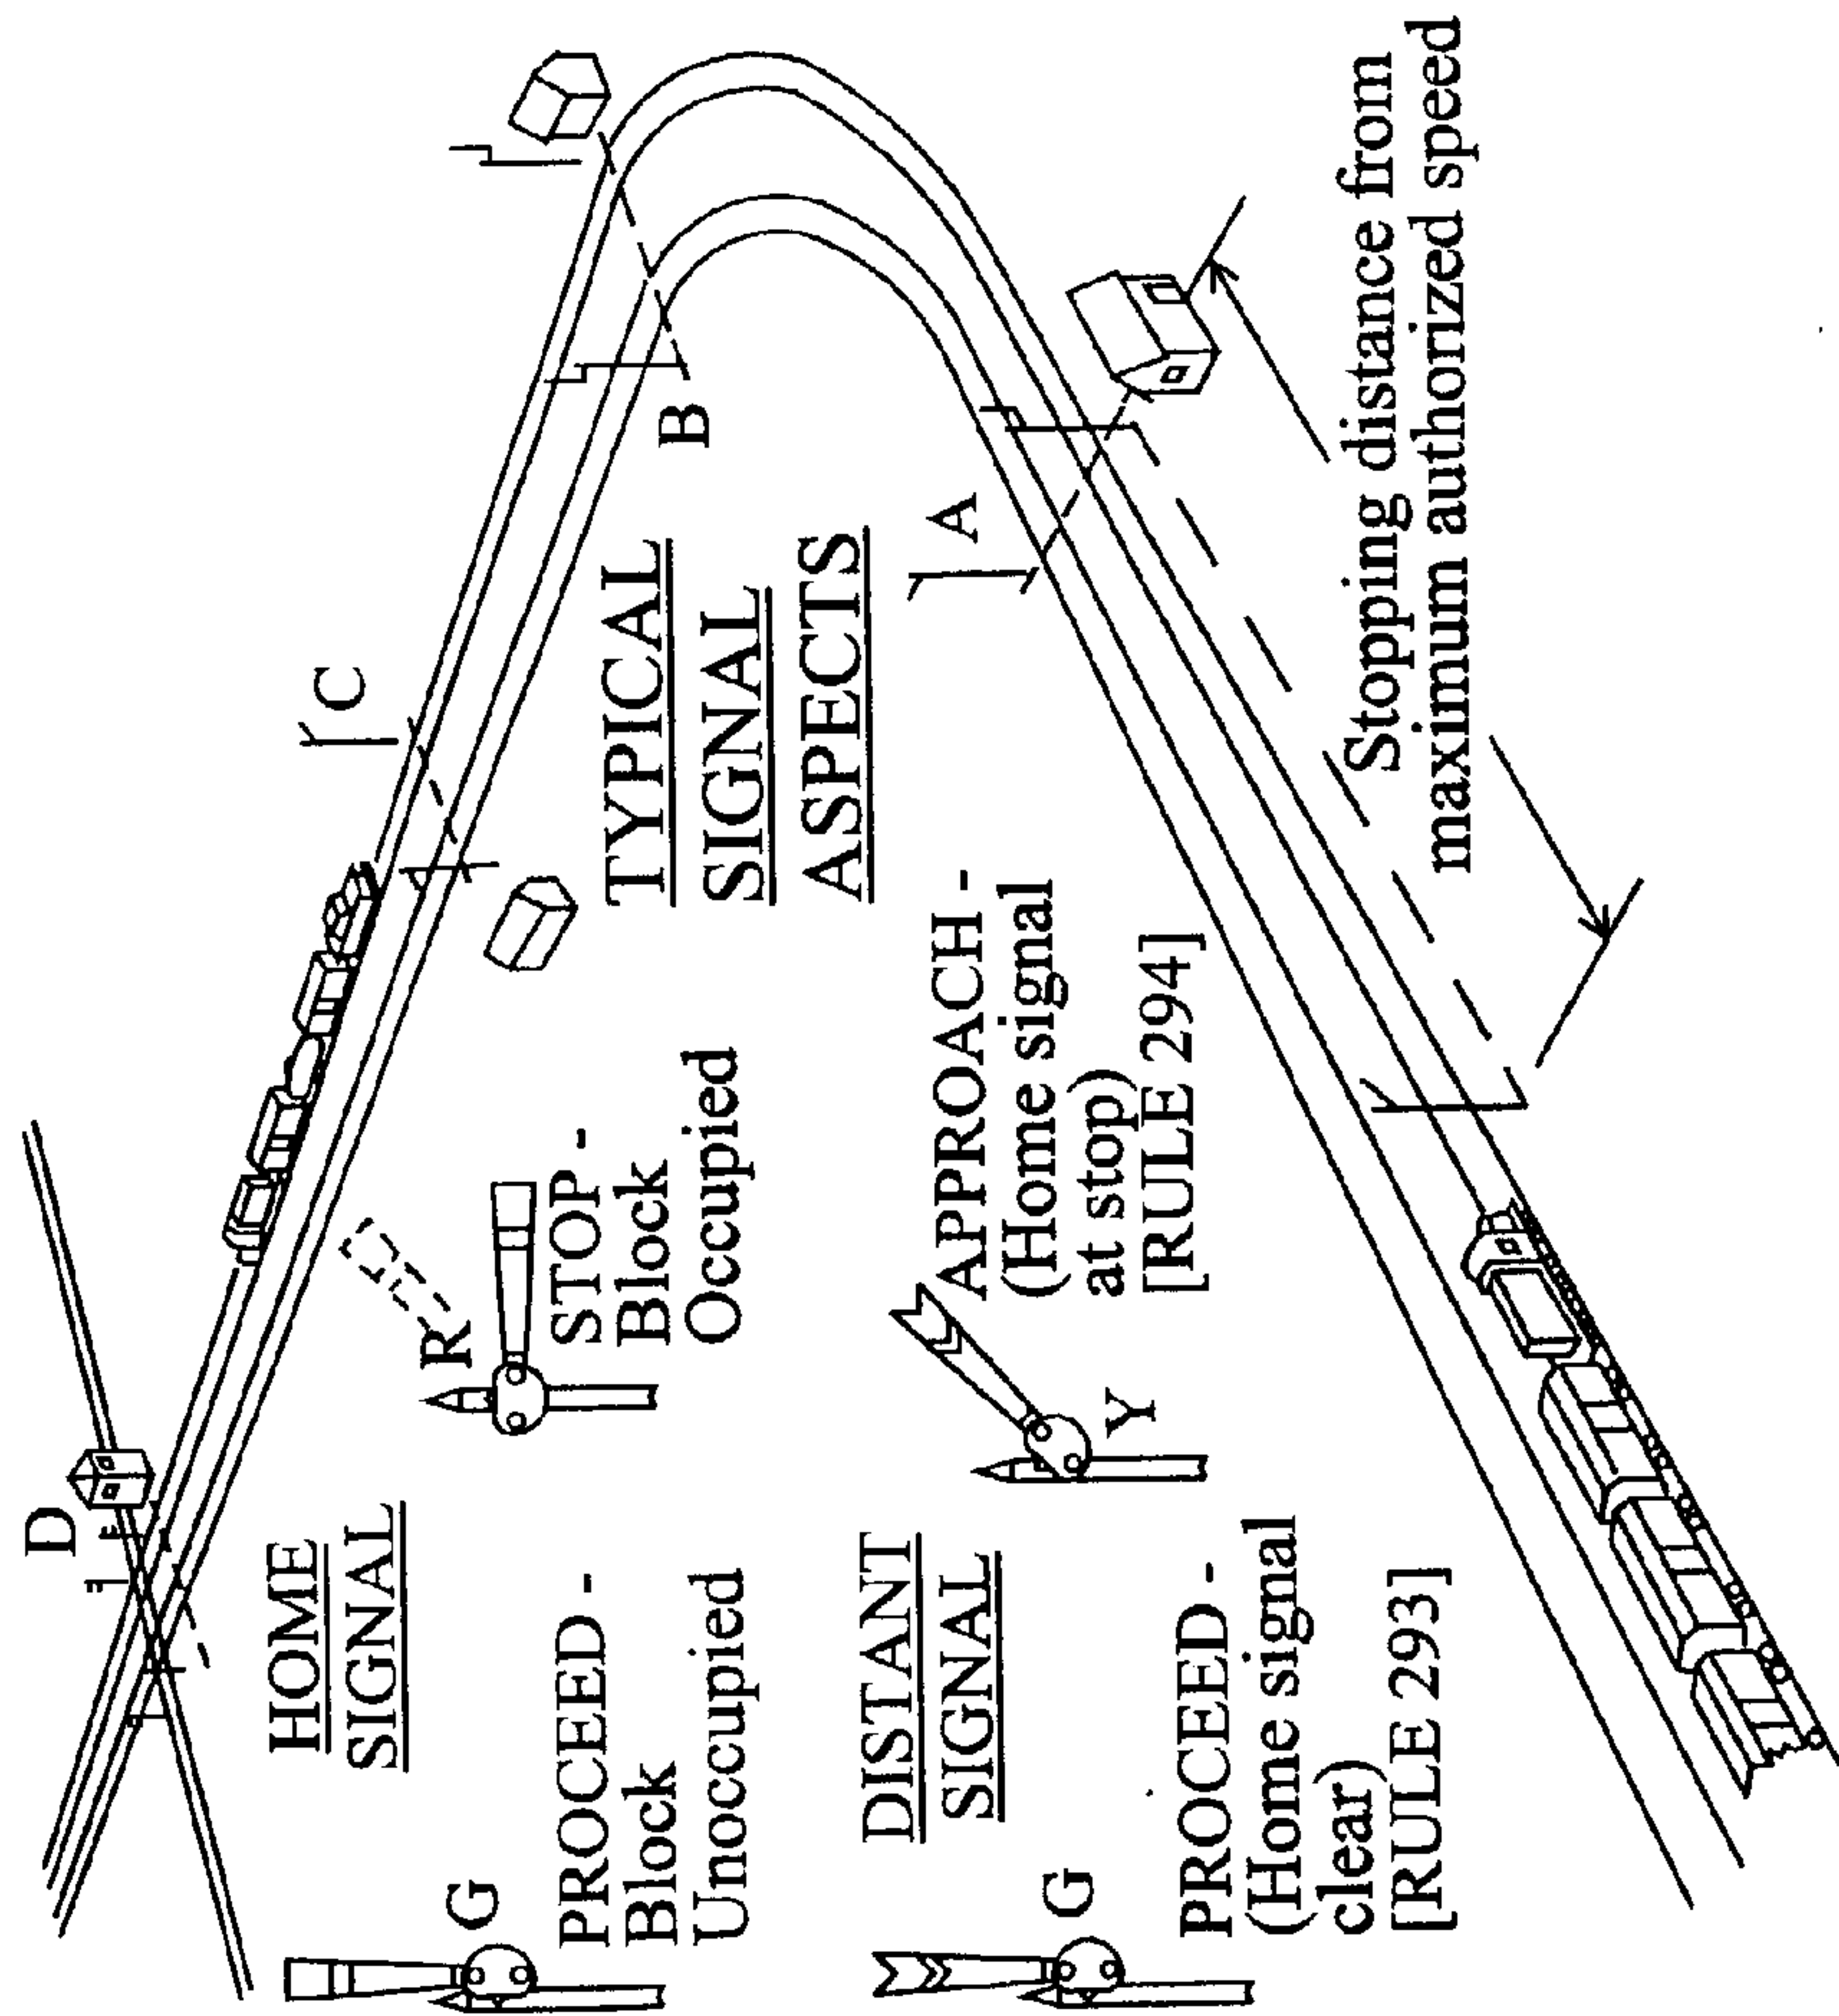 D
C
B
A
TYPICAL
SIGNAL
ASPECTS
HOME
SIGNAL
G
PROCEED -
Block
Unoccupied
R
STOP -
Block
Occupied
DISTANT
SIGNAL
G
PROCEED -
(Home signal
clear)
[RULE 293]
Y
APPROACH -
(Home signal
at stop)
[RULE 294]
Stopping distance from
maximum authorized speed